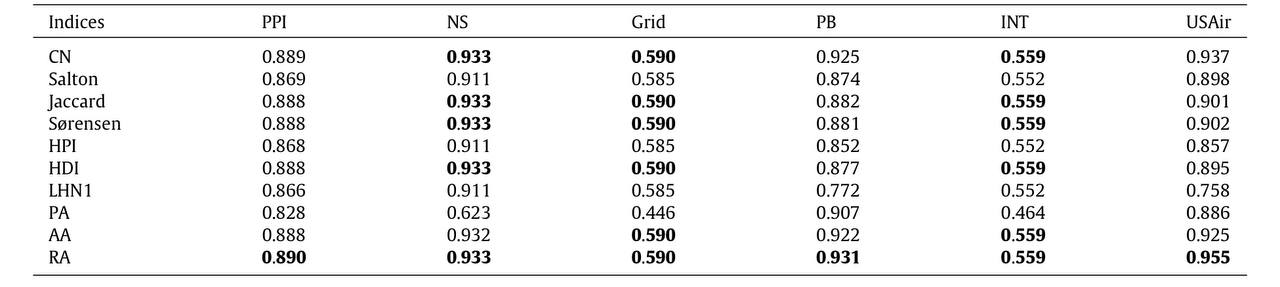 Indices PPI NS Grid PB INT USAir
CN 0.889 0.933 0.590 0.925 0.559 0.937
Salton 0.869 0.911 0.585 0.874 0.552 0.898
Jaccard 0.888 0.933 0.590 0.882 0.559 0.901
Sørensen 0.888 0.933 0.590 0.881 0.559 0.902
HPI 0.868 0.911 0.585 0.852 0.552 0.857
HDI 0.888 0.933 0.590 0.877 0.559 0.895
LHN1 0.866 0.911 0.585 0.772 0.552 0.758
PA 0.828 0.623 0.446 0.907 0.464 0.886
AA 0.888 0.932 0.590 0.922 0.559 0.925
RA 0.890 0.933 0.590 0.931 0.559 0.955